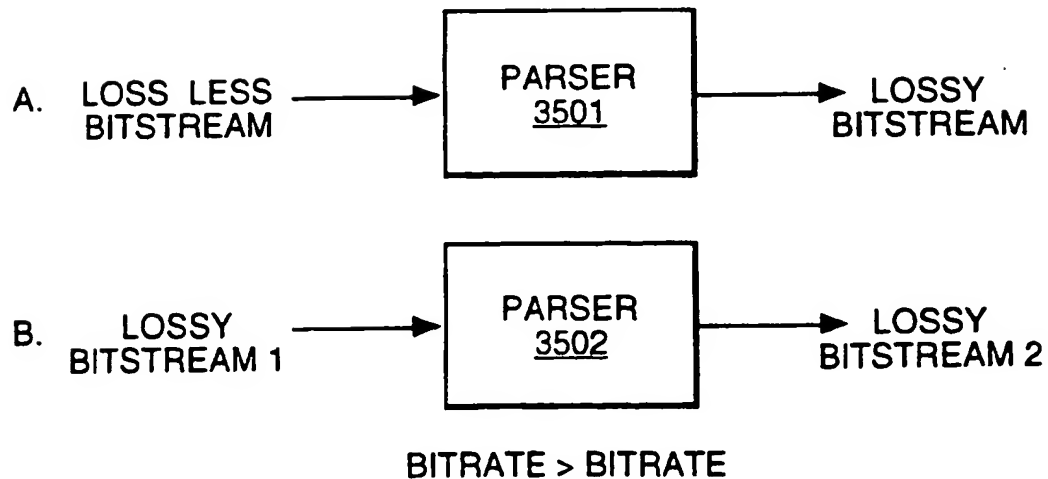 A. LOSS LESS BITSTREAM
PARSER
3501
LOSSY BITSTREAM
B. LOSSY BITSTREAM 1
PARSER
3502
LOSSY BITSTREAM 2
BITRATE > BITRATE